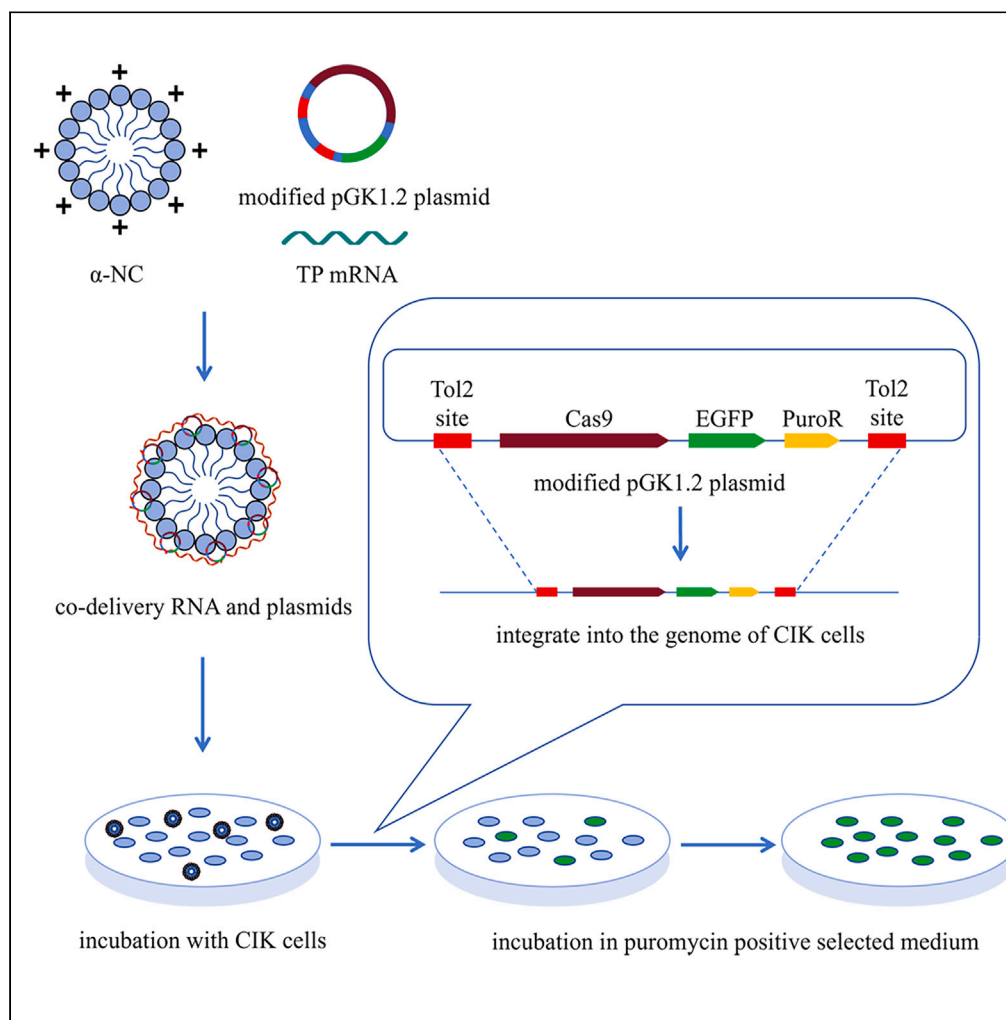 + + + + + + + +
α-NC
modified pGK1.2 plasmid
TP mRNA
co-delivery RNA and plasmids
Tol2
site
Cas9
EGFP
PuroR
Tol2
site
modified pGK1.2 plasmid
integrate into the genome of CIK cells
incubation with CIK cells
incubation in puromycin positive selected medium